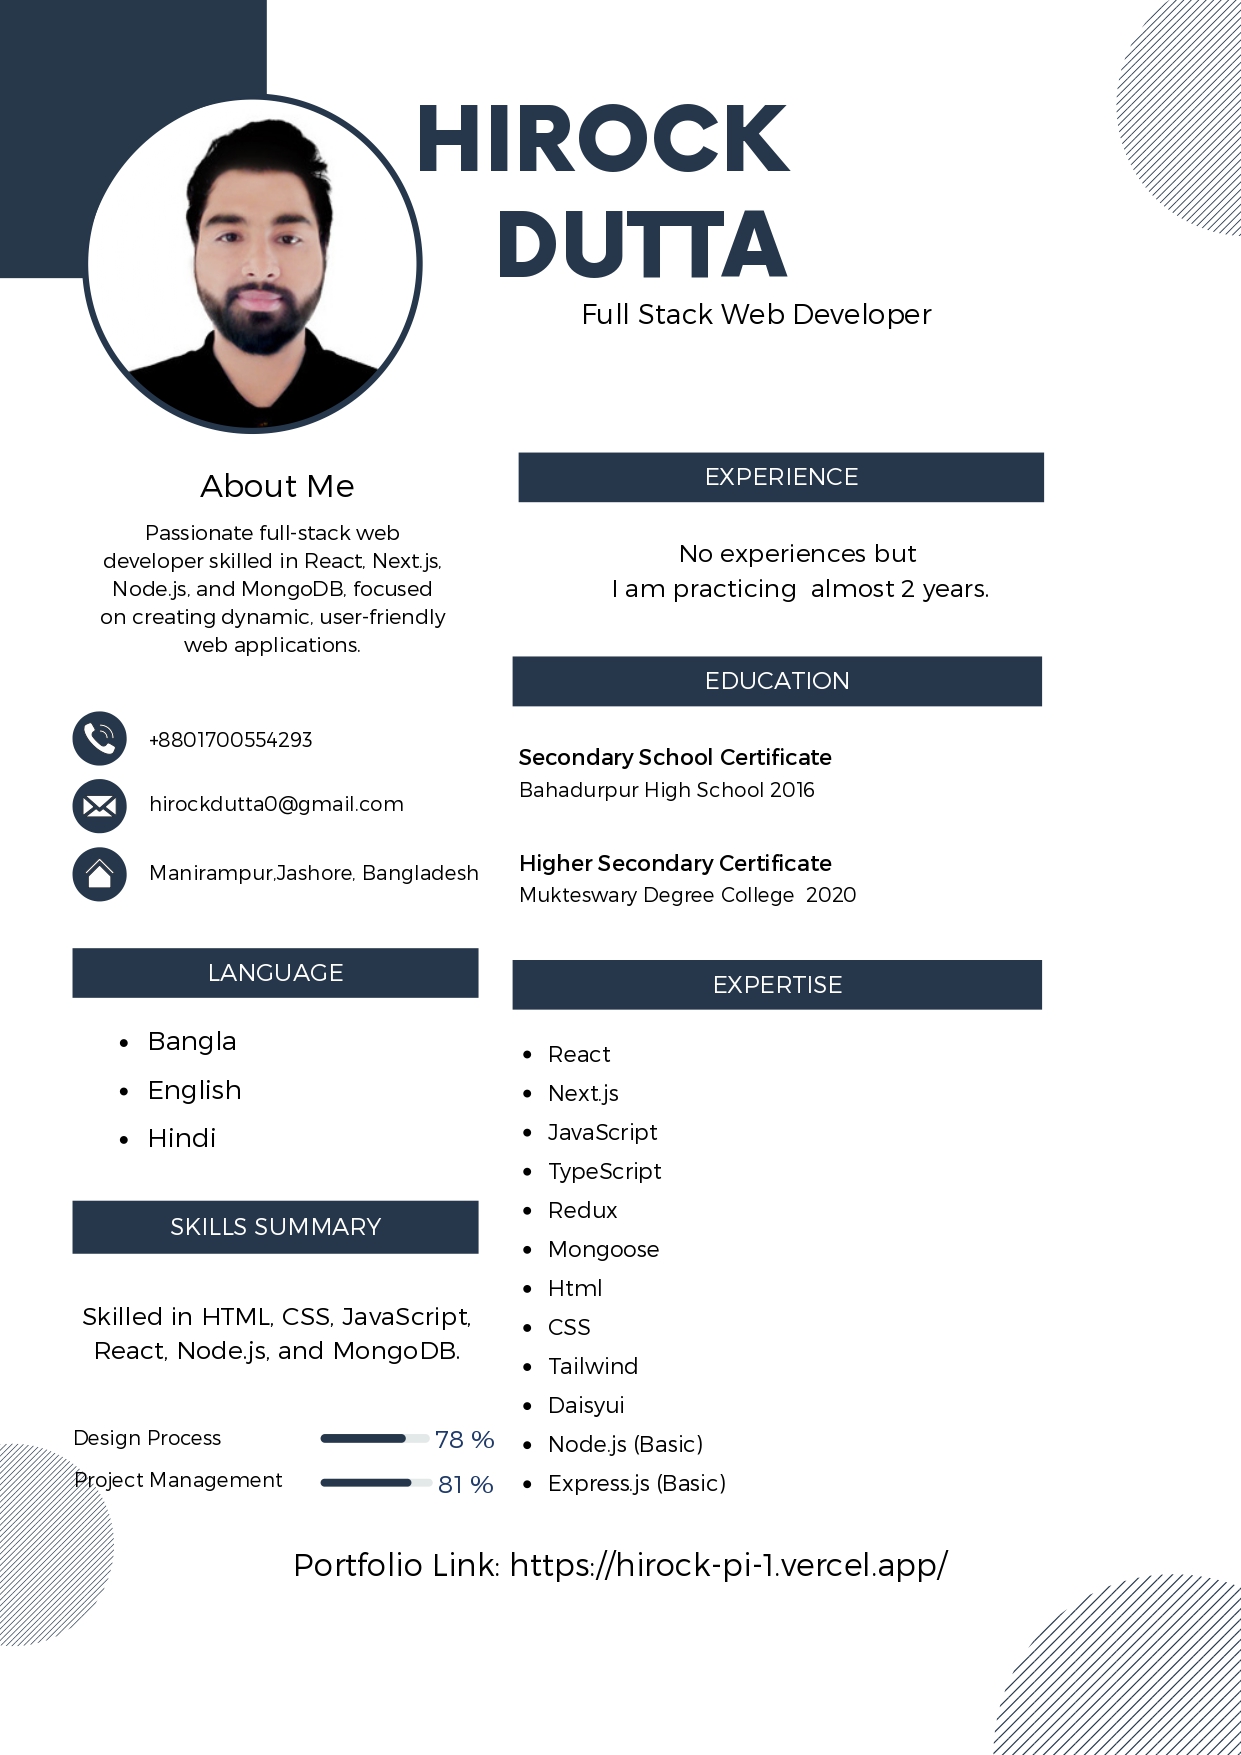 HIROCK
DUTTA
Full Stack Web Developer
About Me
Passionate full-stack web
developer skilled in React, Next.js,
Node.js, and MongoDB, focused
on creating dynamic, user-friendly
web applications.
+8801700554293
hirockdutta0@gmail.com
Manirampur,Jashore, Bangladesh
LANGUAGE
• Bangla
• English
• Hindi
SKILLS SUMMARY
Skilled in HTML, CSS, JavaScript,
React, Node.js, and MongoDB.
Design Process 78 %
Project Management 81 %
EXPERIENCE
No experiences but
I am practicing  almost 2 years.
EDUCATION
Secondary School Certificate
Bahadurpur High School 2016
Higher Secondary Certificate
Mukteswary Degree College  2020
EXPERTISE
• React
• Next.js
• JavaScript
• TypeScript
• Redux
• Mongoose
• Html
• CSS
• Tailwind
• Daisyui
• Node.js (Basic)
• Express.js (Basic)
Portfolio Link: https://hirock-pi-1.vercel.app/